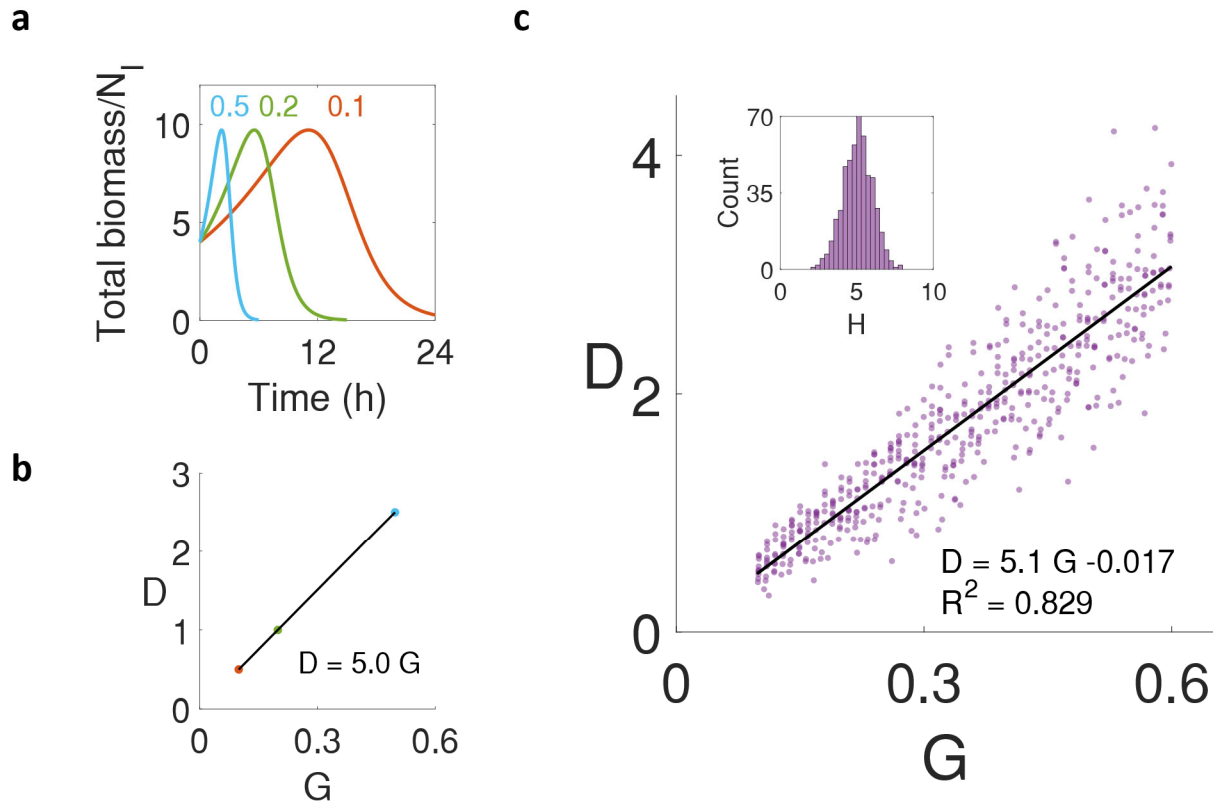 a
Total biomass/N_I
10
5
0
0.5 0.2 0.1
0 12 24
Time (h)
b
3
2
1
0
D
D = 5.0 G
0 0.3 0.6
G
c
4
2
0
D
70
35
0
Count
0 5 10
H
D = 5.1 G -0.017
R^2 = 0.829
0 0.3 0.6
G